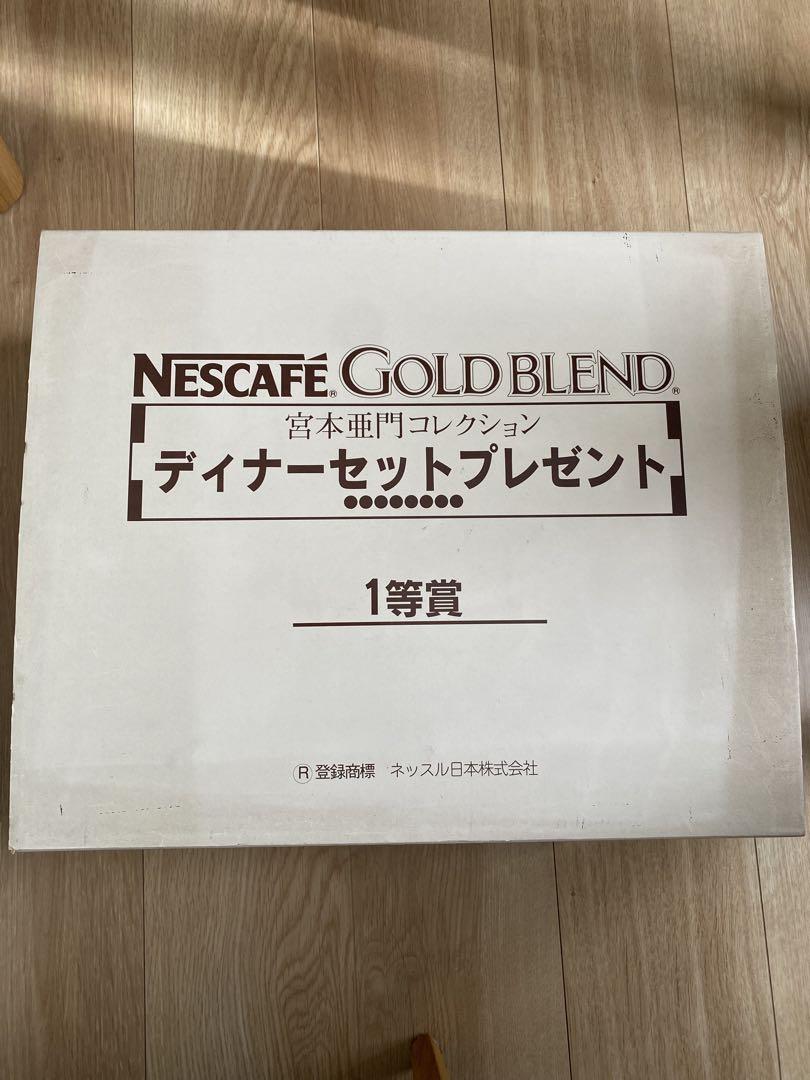 NESCAFÉ® GOLD BLEND®
宮本亜門コレクション
ディナーセットプレゼント
●●●●●●●●
1等賞
Ⓡ登録商標 ネッスル日本株式会社